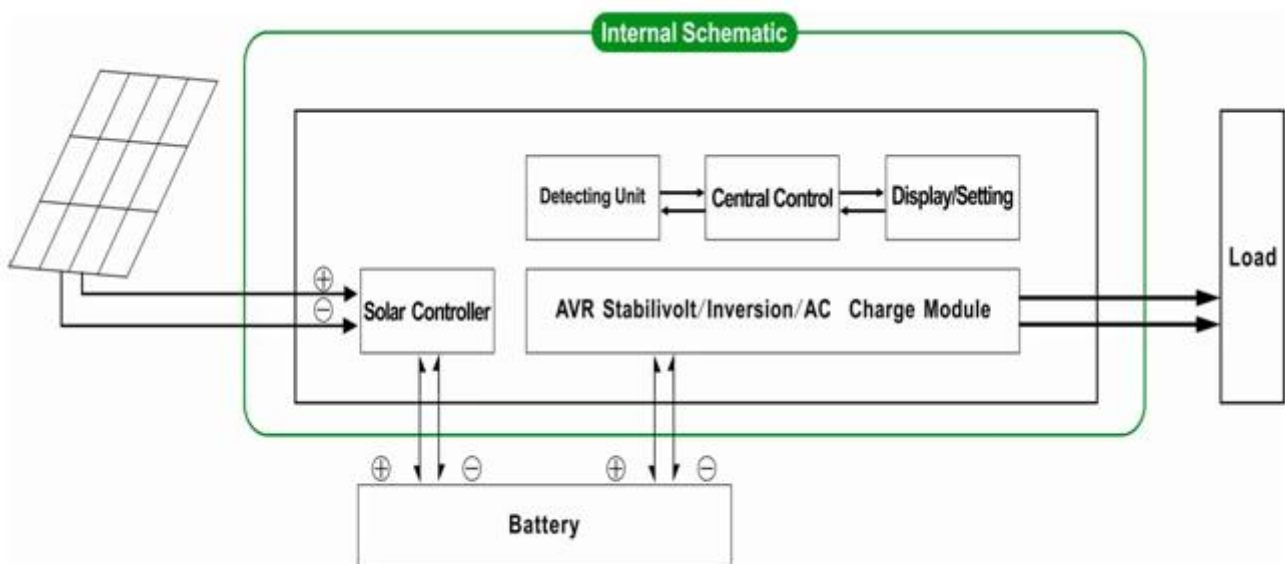 Internal Schematic
Detecting Unit
Central Control
Display/Setting
Load
⊕
⊖
Solar Controller
AVR Stabilivolt/Inversion/AC Charge Module
⊕ ⊖ ⊕ ⊖
Battery